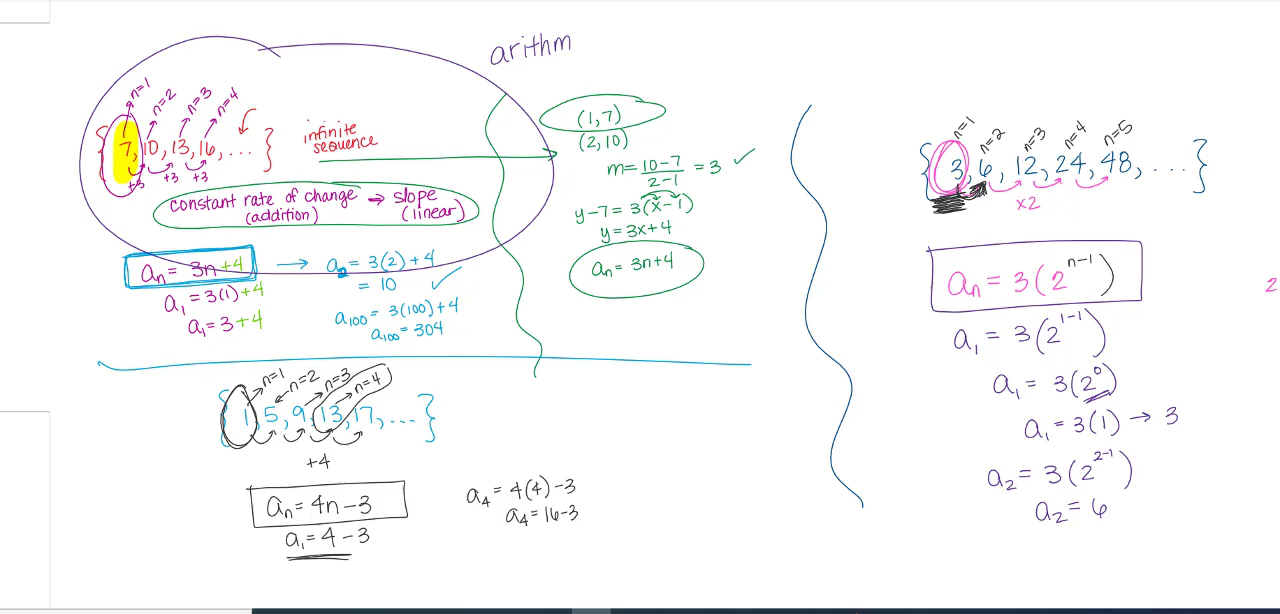 arithm
n=1 n=2 n=3 n=4
{ 7, 10, 13, 16, ... }
+3 +3 +3
infinite
sequence
constant rate of change → slope
(addition) (linear)
aₙ = 3n+4 → a₂ = 3(2)+4
= 10
a₁ = 3(1)+4
a₁ = 3+4
a₁₀₀ = 3(100)+4
a₁₀₀ = 304
(1,7)
(2,10)
m = (10-7)/(2-1) = 3 ✓
y-7 = 3(x-1)
y = 3x+4
aₙ = 3n+4
n=1 n=2 n=3 n=4
{ 1, 5, 9, 13, 17, ... }
+4
aₙ = 4n-3
a₁ = 4-3
a₄ = 4(4)-3
a₄ = 16-3
n=1 n=2 n=3 n=4 n=5
{ 3, 6, 12, 24, 48, ... }
x2
aₙ = 3(2ⁿ⁻¹)
a₁ = 3(2¹⁻¹)
a₁ = 3(2⁰)
a₁ = 3(1) → 3
a₂ = 3(2²⁻¹)
a₂ = 6
2